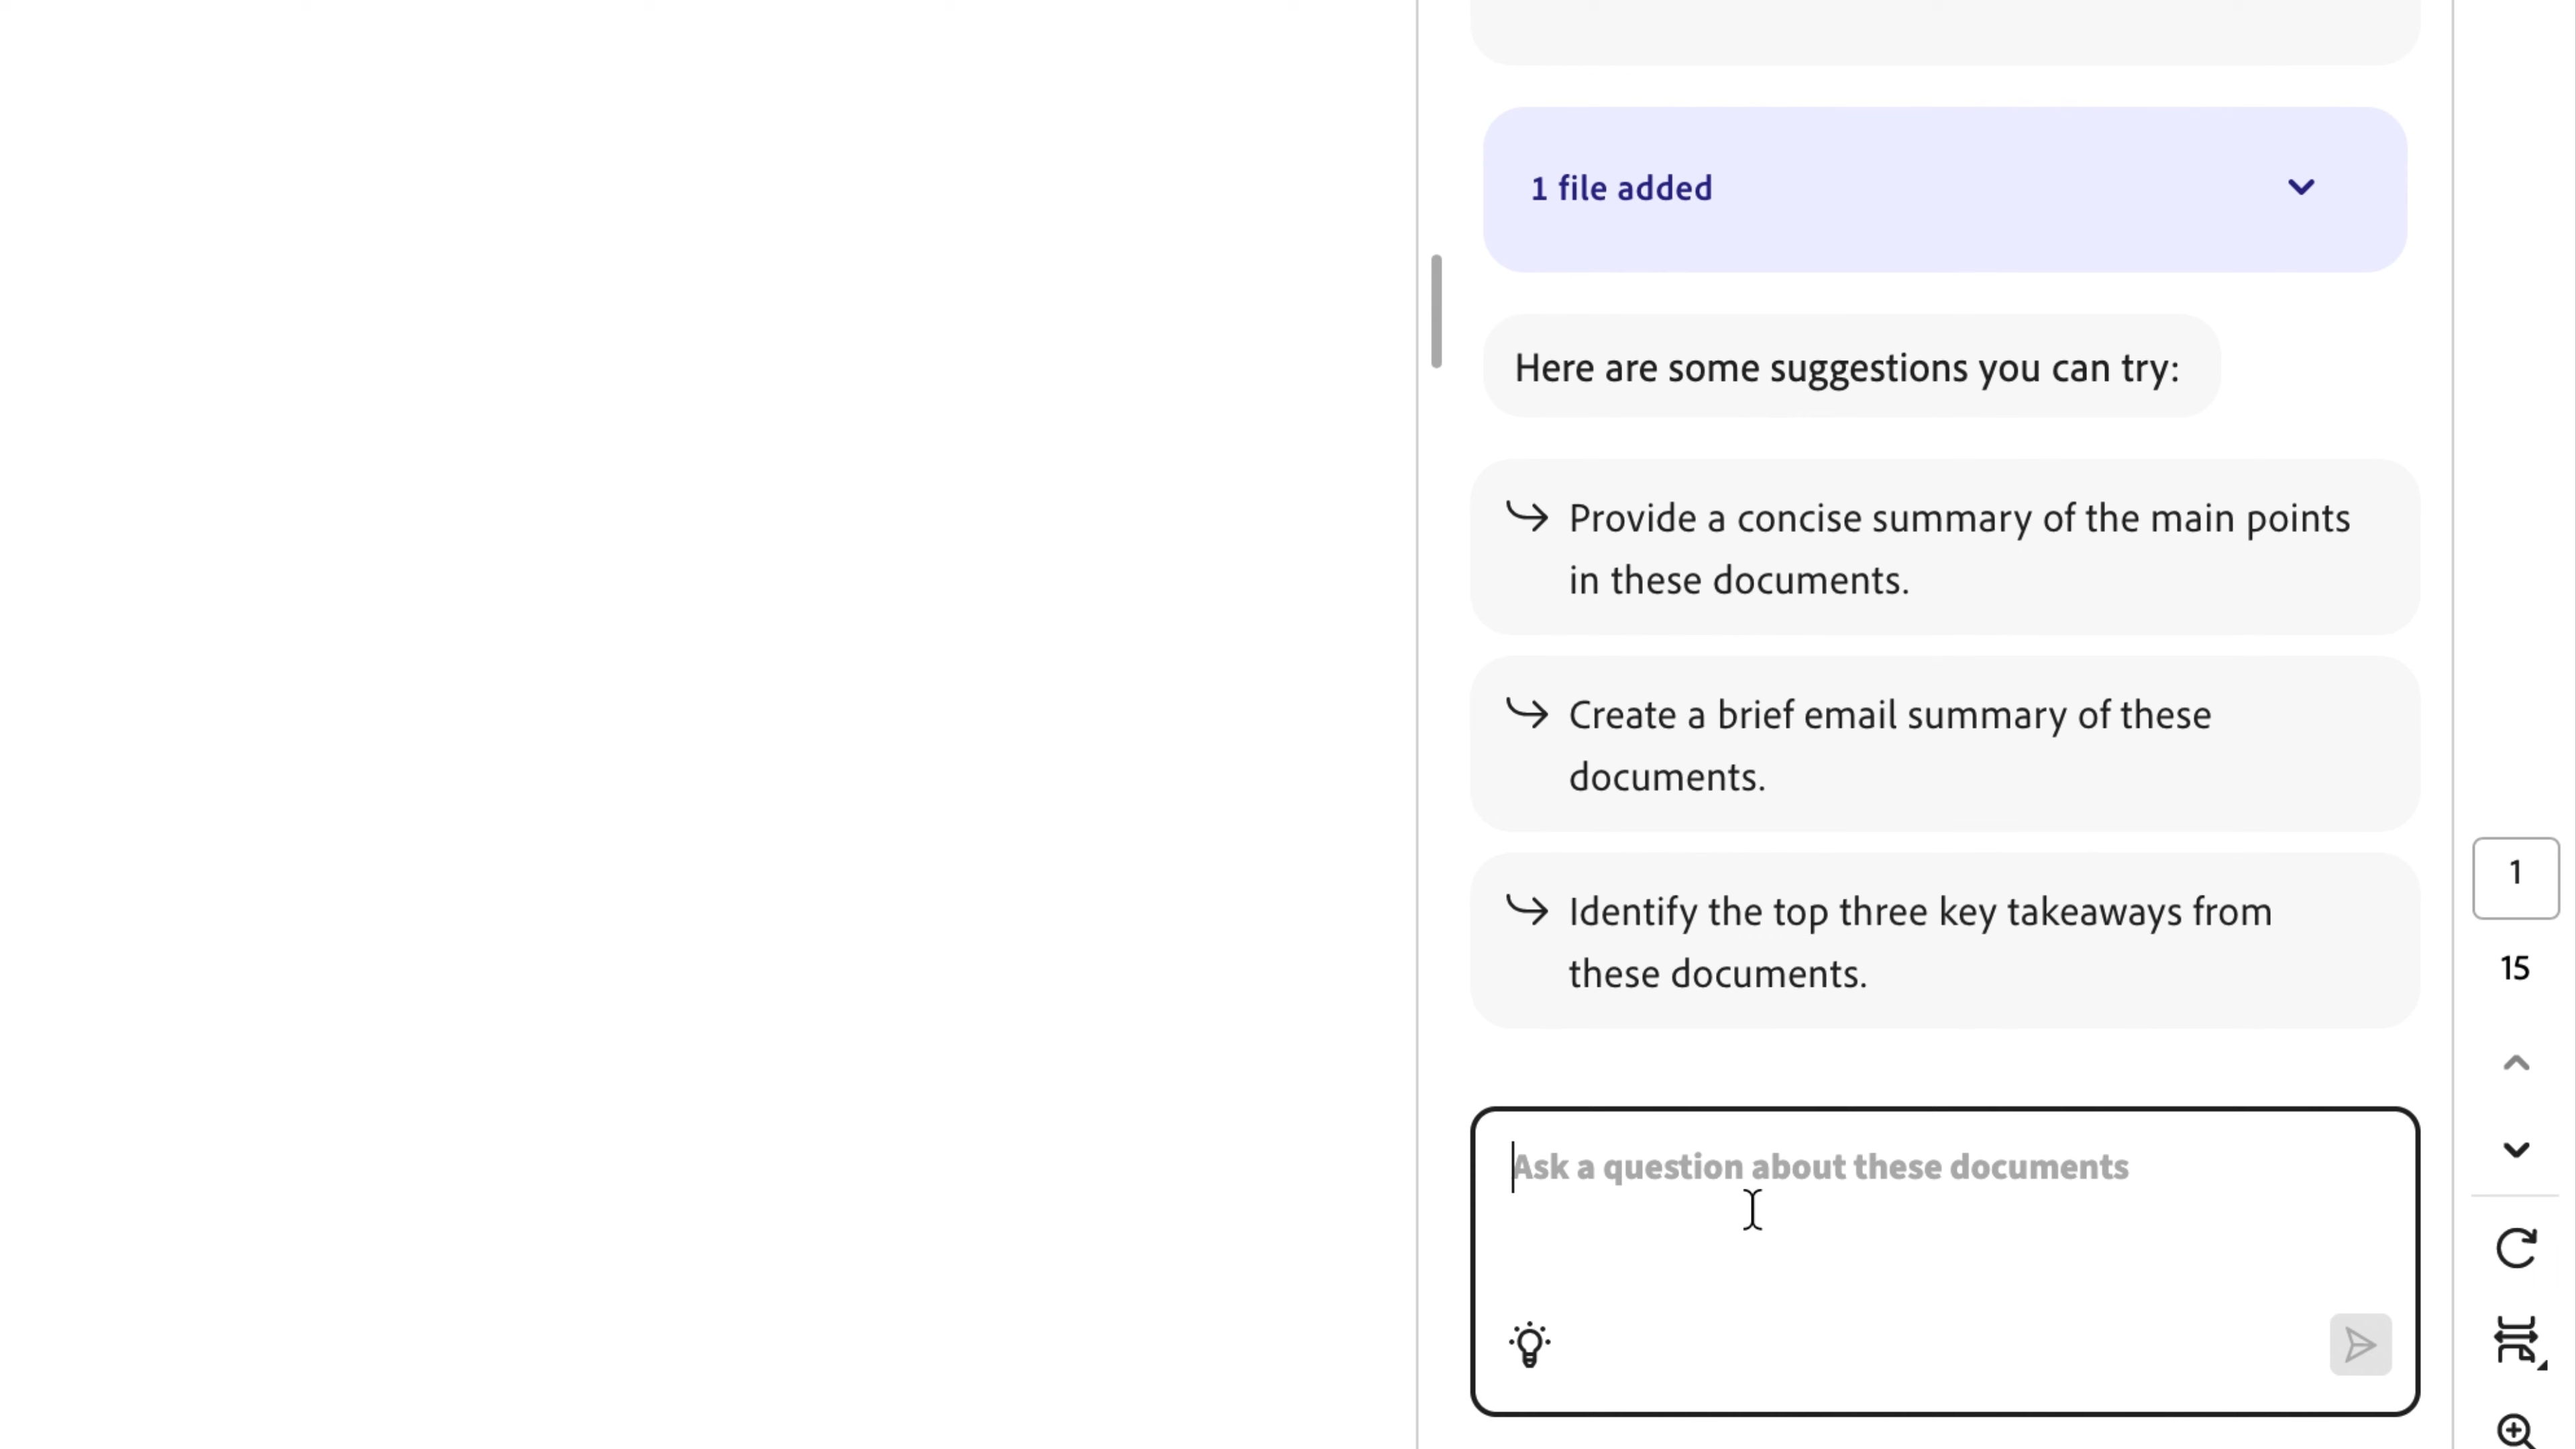 1 file added
Here are some suggestions you can try:
Provide a concise summary of the main points
in these documents.
Create a brief email summary of these
documents.
Identify the top three key takeaways from
these documents.
Ask a question about these documents
1
15